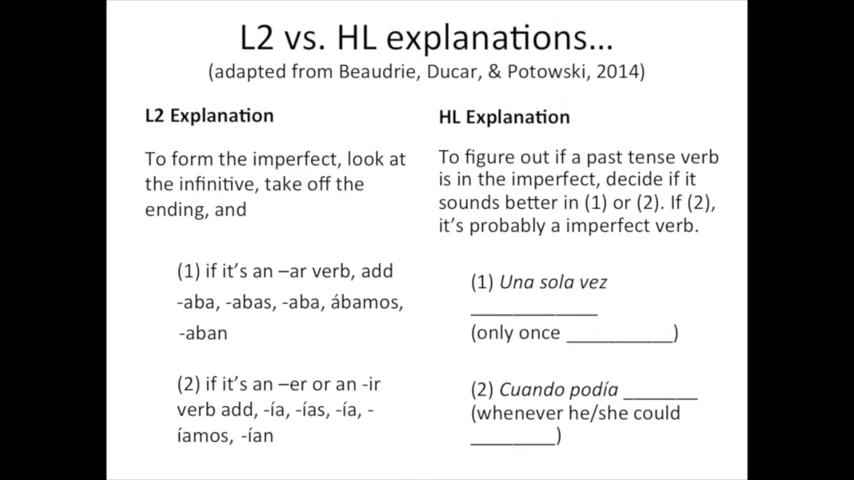 L2 vs. HL explanations...
(adapted from Beaudrie, Ducar, & Potowski, 2014)
L2 Explanation
To form the imperfect, look at
the infinitive, take off the
ending, and
(1) if it's an –ar verb, add
-aba, -abas, -aba, ábamos,
-aban
(2) if it's an –er or an -ir
verb add, -ía, -ías, -ía, -
íamos, -ían
HL Explanation
To figure out if a past tense verb
is in the imperfect, decide if it
sounds better in (1) or (2). If (2),
it's probably a imperfect verb.
(1) Una sola vez
____________
(only once __________)
(2) Cuando podía _______
(whenever he/she could
________)